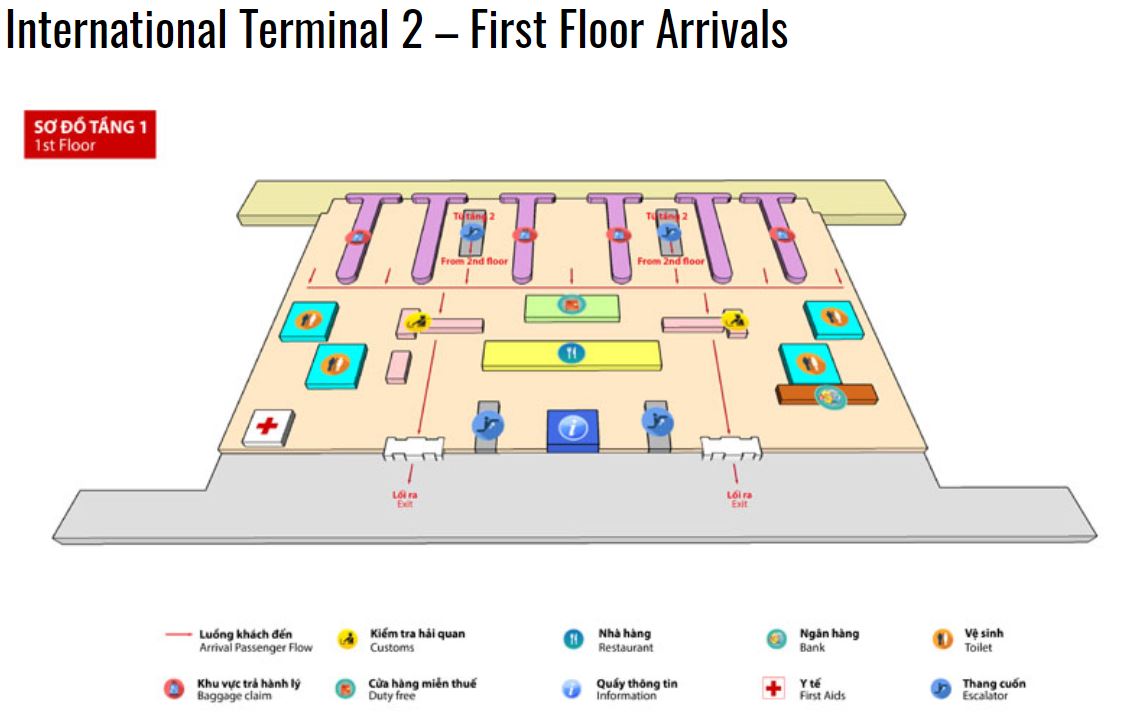 International Terminal 2 – First Floor Arrivals
SƠ ĐỒ TẦNG 1
1st Floor
Từ tầng 2
Từ tầng 2
From 2nd floor
From 2nd floor
Lối ra
Exit
Lối ra
Exit
Luồng khách đến
Arrival Passenger Flow
Kiểm tra hải quan
Customs
Nhà hàng
Restaurant
Ngân hàng
Bank
Vệ sinh
Toilet
Khu vực trả hành lý
Baggage claim
Cửa hàng miễn thuế
Duty free
Quầy thông tin
Information
Y tế
First Aids
Thang cuốn
Escalator